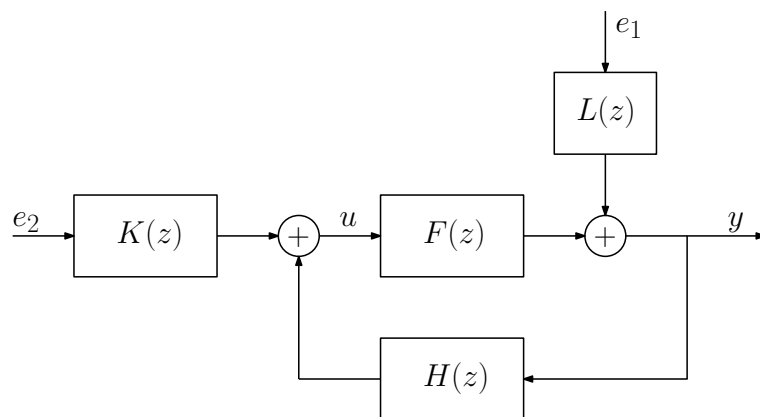 e₁
L(z)
e₂ K(z) + u F(z) + y
H(z)